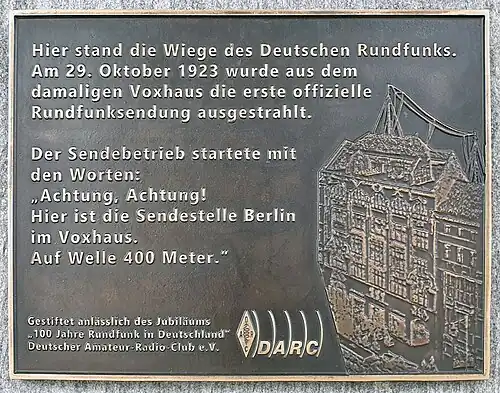 Hier stand die Wiege des Deutschen Rundfunks.
Am 29. Oktober 1923 wurde aus dem
damaligen Voxhaus die erste offizielle
Rundfunksendung ausgestrahlt.
Der Sendebetrieb startete mit
den Worten:
„Achtung, Achtung!
Hier ist die Sendestelle Berlin
im Voxhaus.
Auf Welle 400 Meter.“
Gestiftet anlässlich des Jubiläums
„100 Jahre Rundfunk in Deutschland“
Deutscher Amateur-Radio-Club e.V.
DARC